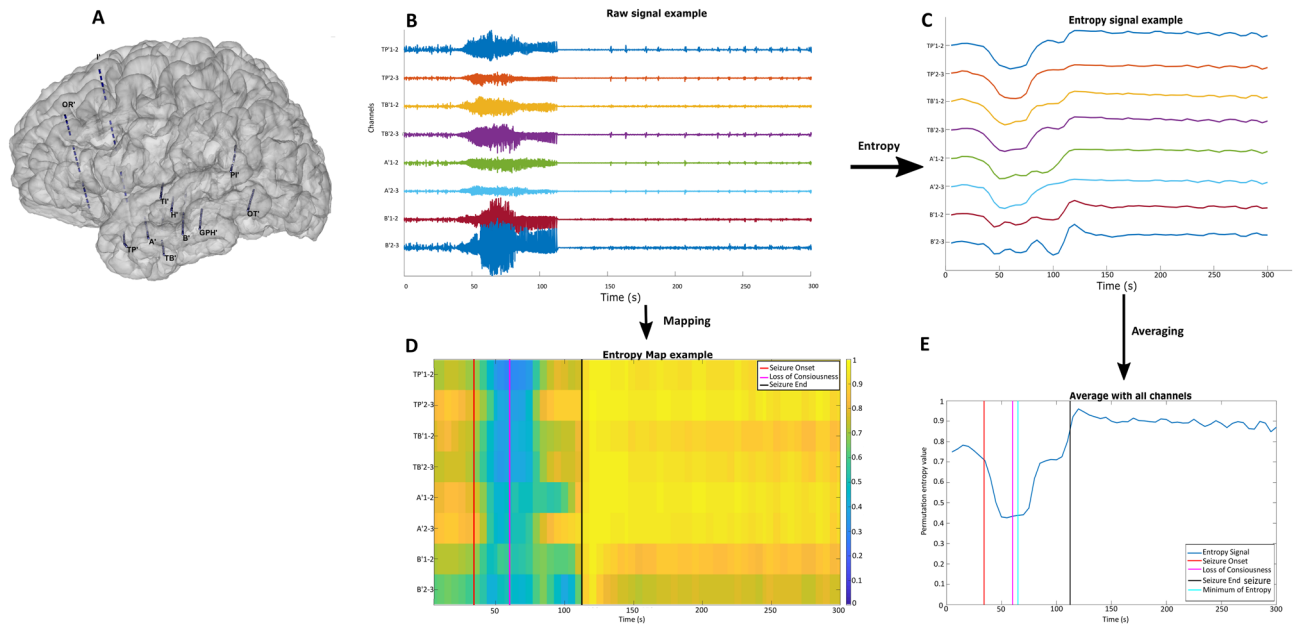 A
I'
OR'
PI'
TI'
H'
OT'
GPH'
B'
A'
TP'
TB'
B
Raw signal example
Channels
TP'1-2
TP'2-3
TB'1-2
TB'2-3
A'1-2
A'2-3
B'1-2
B'2-3
0 50 100 150 200 250 300
Time (s)
Entropy
C
Entropy signal example
TP'1-2
TP'2-3
TB'1-2
TB'2-3
A'1-2
A'2-3
B'1-2
B'2-3
0 50 100 150 200 250 300
Time (s)
Mapping
Averaging
D
Entropy Map example
Seizure Onset
Loss of Consiousness
Seizure End
TP'1-2
TP'2-3
TB'1-2
TB'2-3
A'1-2
A'2-3
B'1-2
B'2-3
50 100 150 200 250 300
Time (s)
1
0.9
0.8
0.7
0.6
0.5
0.4
0.3
0.2
0.1
0
E
Average with all channels
Permutation entropy value
1
0.9
0.8
0.7
0.6
0.5
0.4
0.3
0.2
0.1
0
0 50 100 150 200 250 300
Time (s)
Entropy Signal
Seizure Onset
Loss of Consiousness
Seizure End seizure
Minimum of Entropy